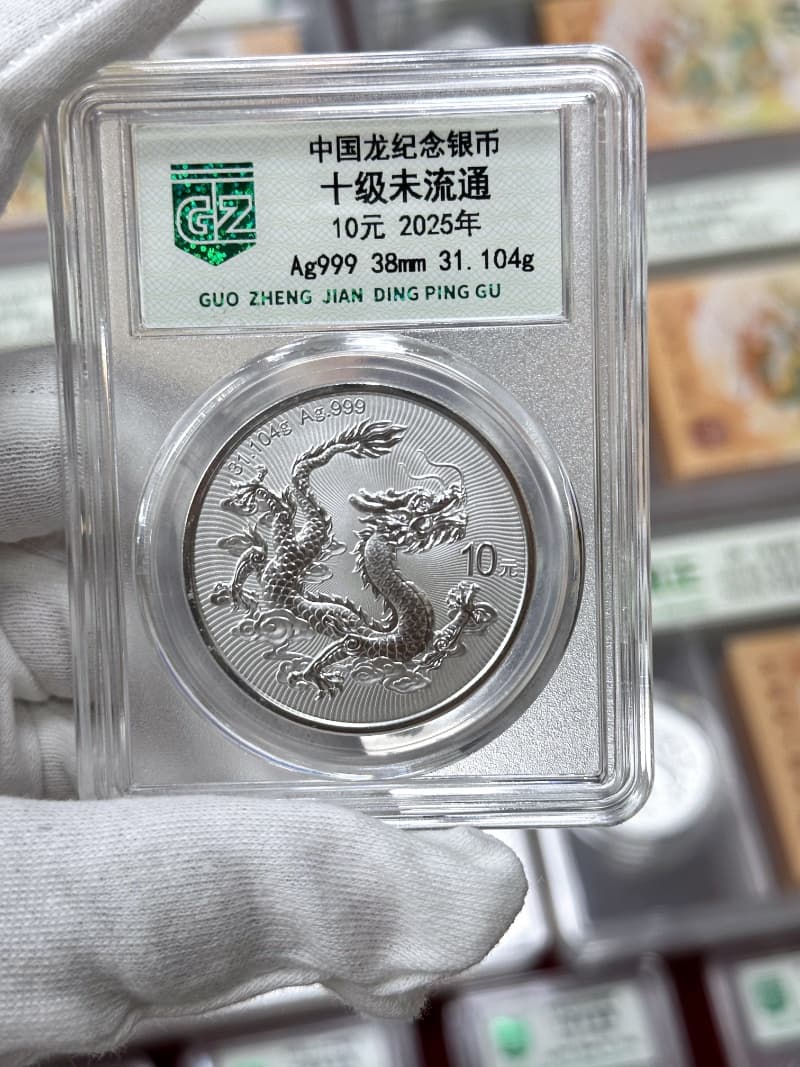 中国龙纪念银币
十级未流通
10元 2025年
Ag999 38mm 31.104g
GZ
GUO ZHENG JIAN DING PING GU
31.104g Ag.999
10元